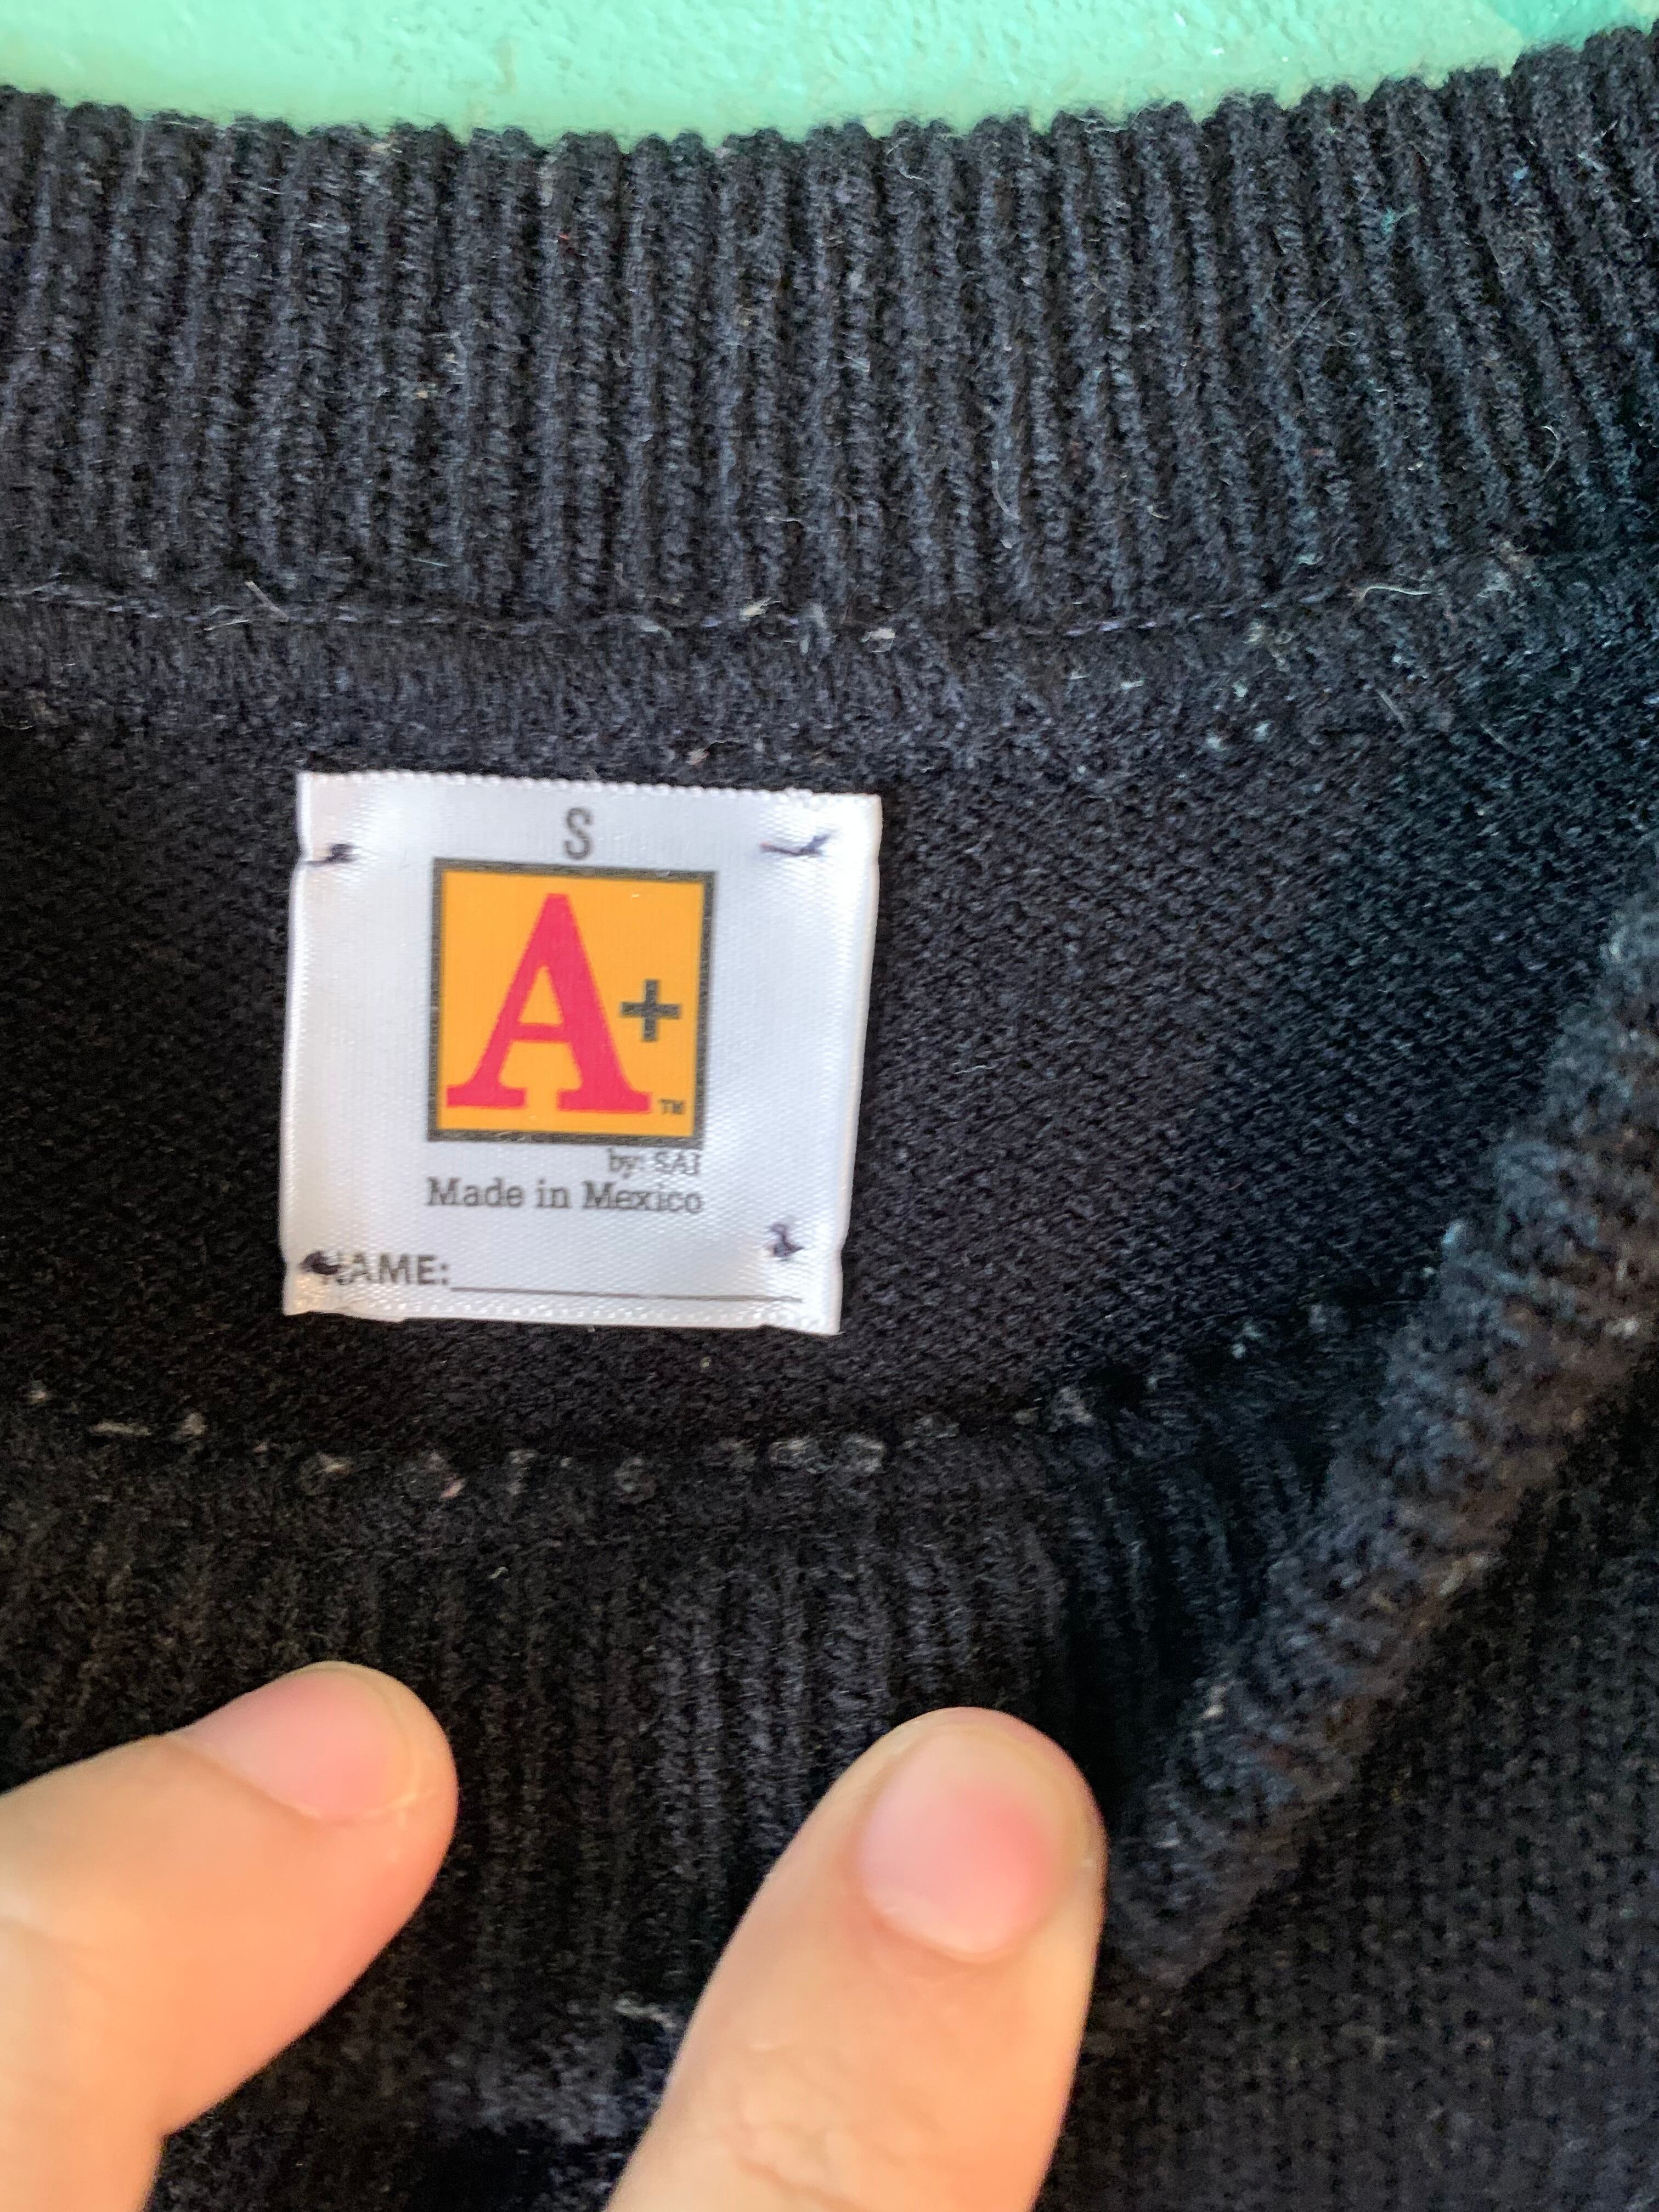 S
A+™
by: SAI
Made in Mexico
NAME: